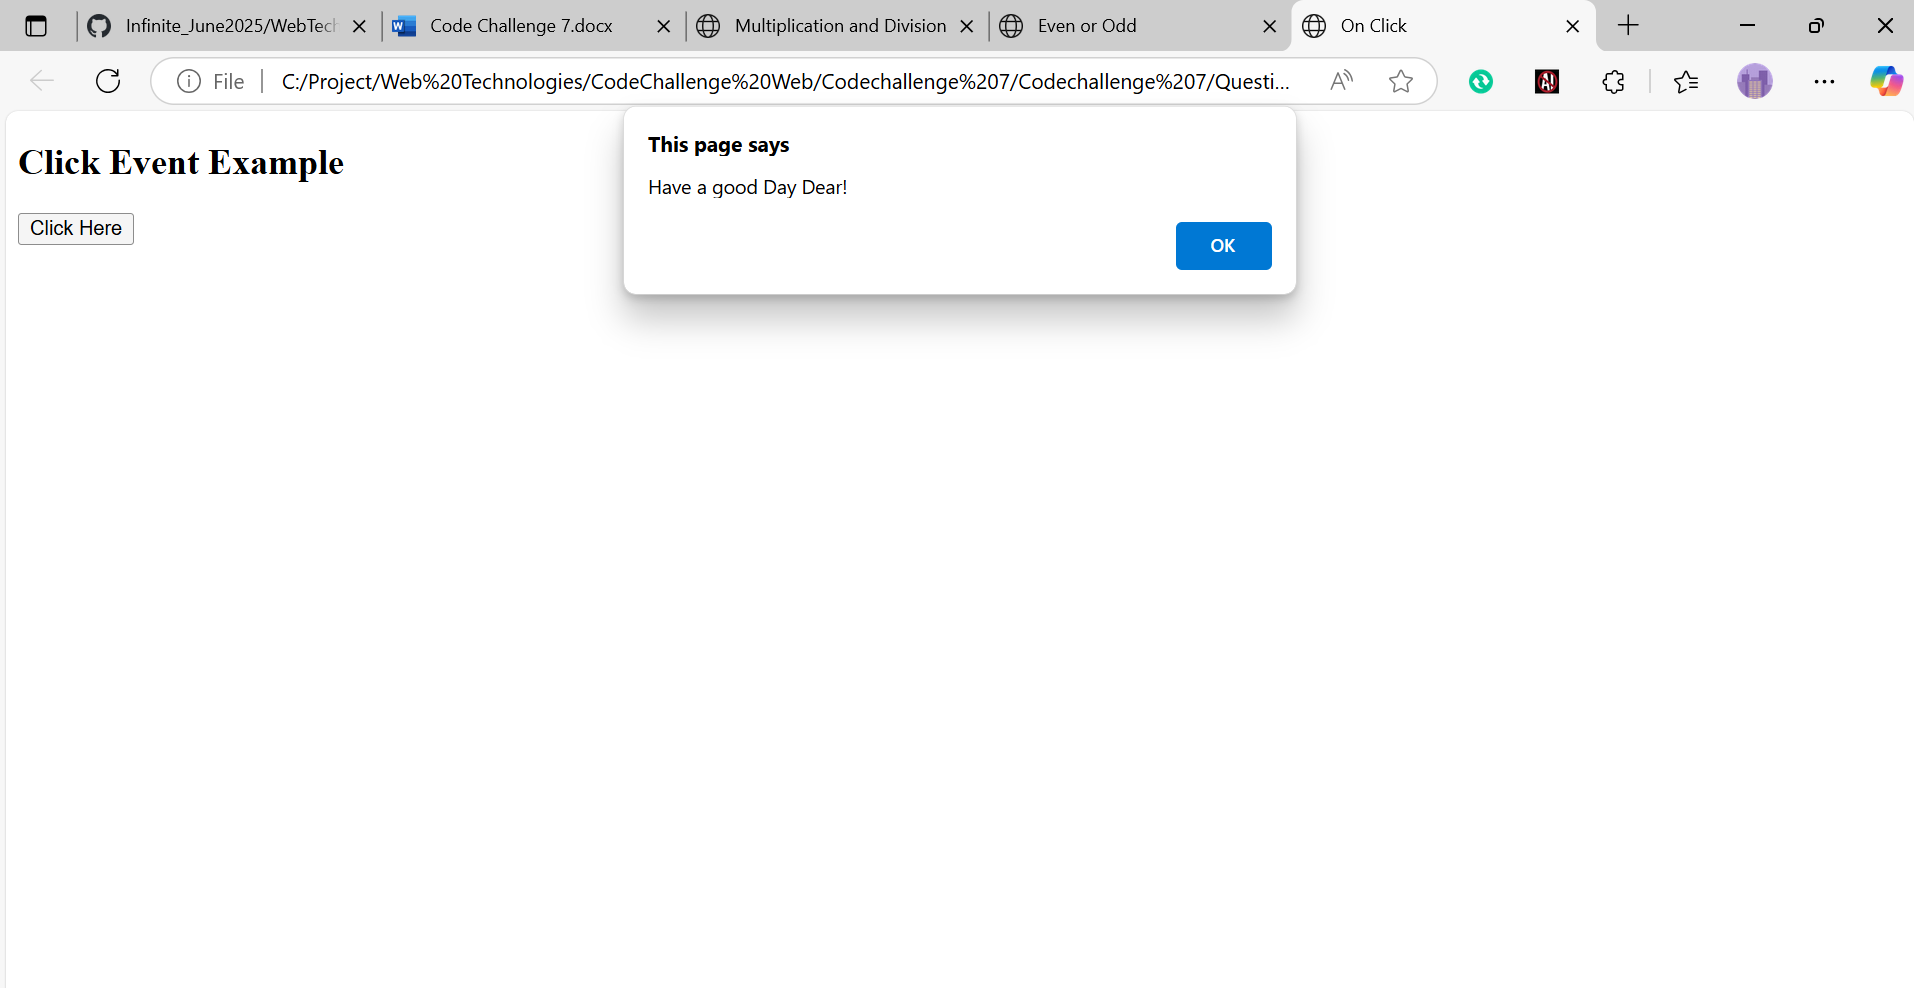 Infinite_June2025/WebTech
Code Challenge 7.docx
Multiplication and Division
Even or Odd
On Click
File
C:/Project/Web%20Technologies/CodeChallenge%20Web/Codechallenge%207/Codechallenge%207/Questi...
This page says
Click Event Example
Have a good Day Dear!
Click Here
OK